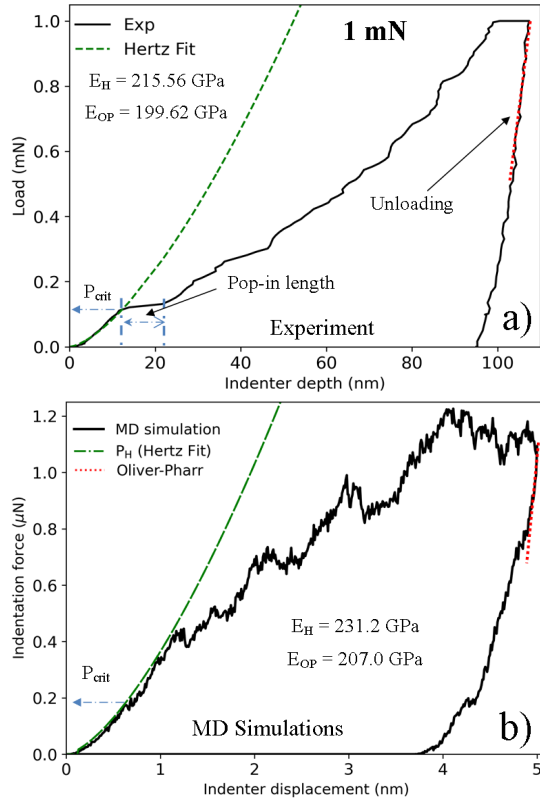 1.0
0.8
0.6
0.4
0.2
0.0
Load (mN)
Exp
Hertz Fit
1 mN
E_H = 215.56 GPa
E_OP = 199.62 GPa
Unloading
P_crit
Pop-in length
Experiment
a)
0 20 40 60 80 100
Indenter depth (nm)
1.2
1.0
0.8
0.6
0.4
0.2
0.0
Indentation force (μN)
MD simulation
P_H (Hertz Fit)
Oliver-Pharr
E_H = 231.2 GPa
E_OP = 207.0 GPa
P_crit
MD Simulations
b)
0 1 2 3 4 5
Indenter displacement (nm)